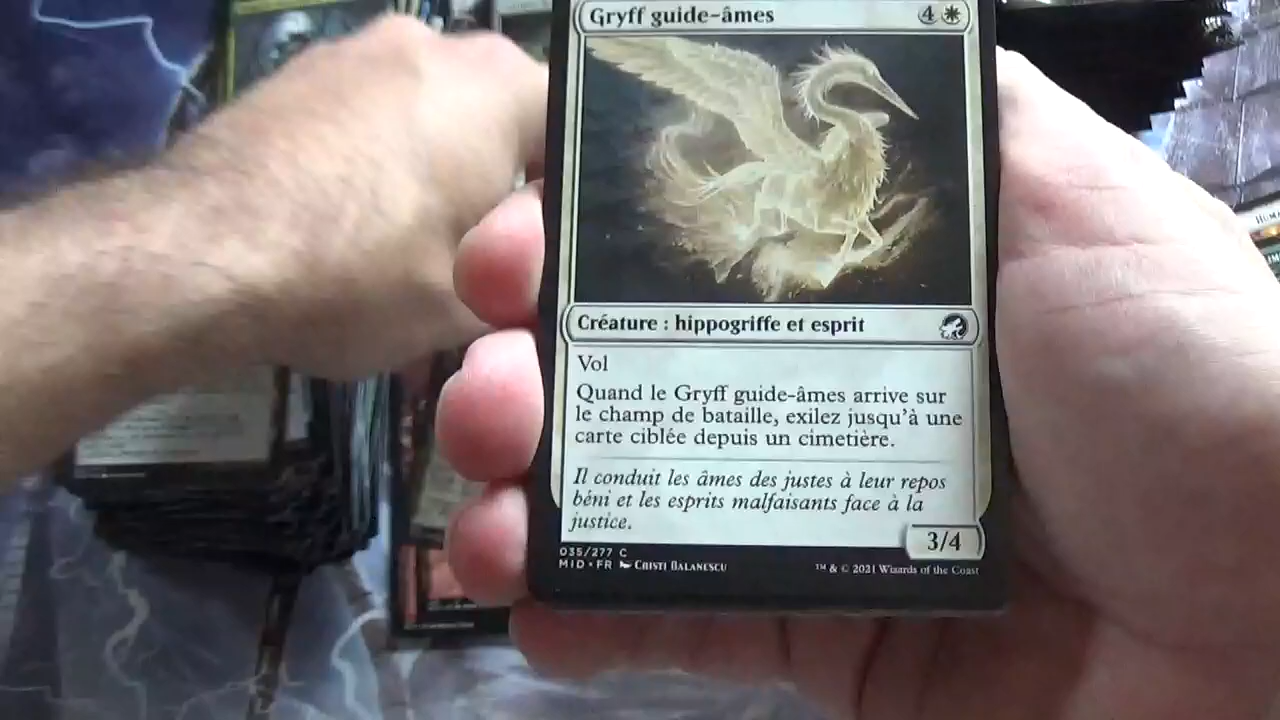 Gryff guide-âmes
4
Créature : hippogriffe et esprit
Vol
Quand le Gryff guide-âmes arrive sur
le champ de bataille, exilez jusqu'à une
carte ciblée depuis un cimetière.
Il conduit les âmes des justes à leur repos
béni et les esprits malfaisants face à la
justice.
3/4
035/277 C
MID • FR Cristi Balanescu
™ & © 2021 Wizards of the Coast